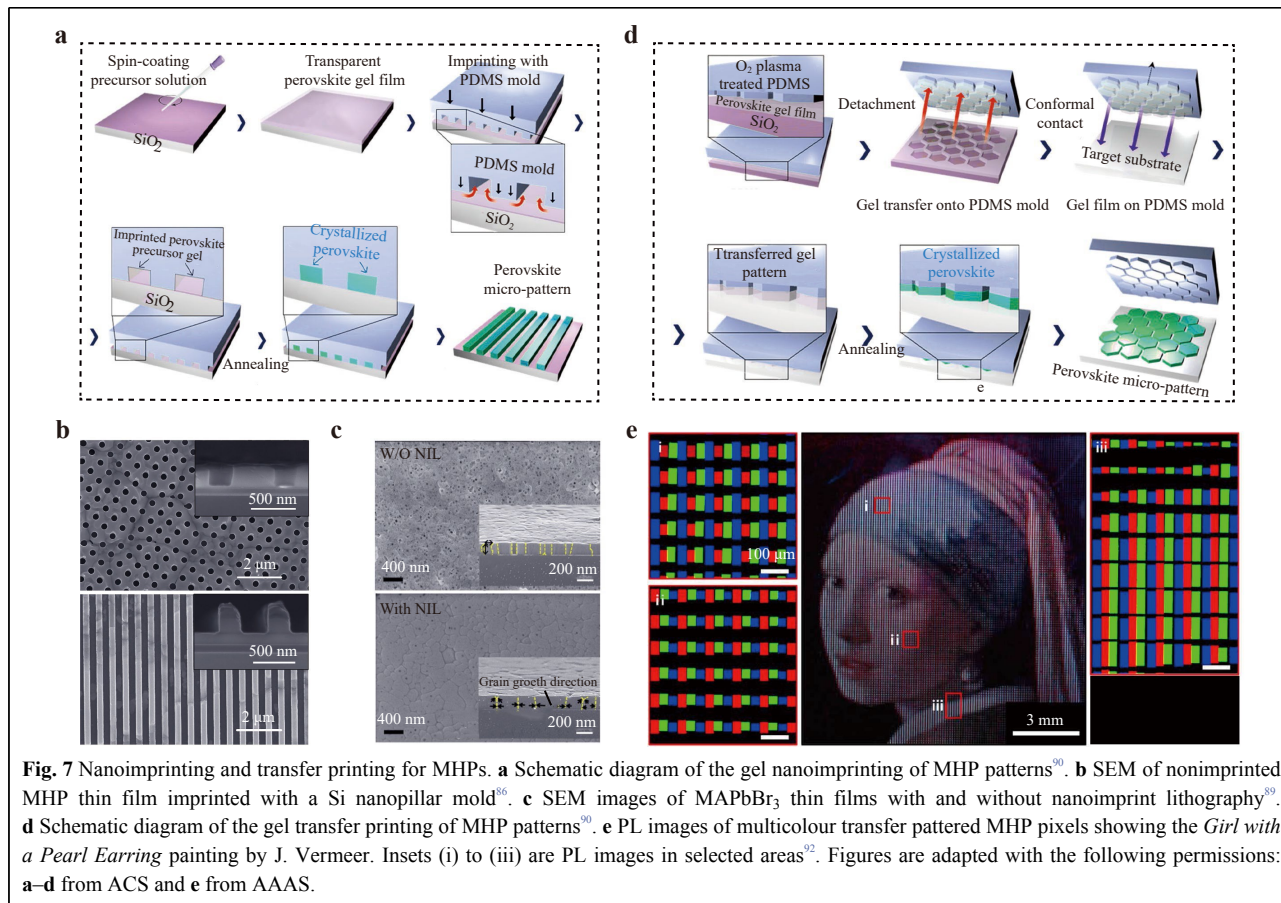 a
Spin-coating
precursor solution
SiO2
Transparent
perovskite gel film
Imprinting with
PDMS mold
PDMS mold
SiO2
Imprinted perovskite
precursor gel
SiO2
Annealing
Crystallized
perovskite
Perovskite
micro-pattern
d
O2 plasma
treated PDMS
Perovskite gel film
SiO2
Detachment
Gel transfer onto PDMS mold
Conformal
contact
Target substrate
Gel film on PDMS mold
Ttransferred gel
pattern
Annealing
Crystallized
perovskite
e
Perovskite micro-pattern
b
500 nm
2 μm
500 nm
2 μm
c
W/O NIL
400 nm
200 nm
With NIL
Grain groeth direction
400 nm
200 nm
e
i
100 μm
ii
i
ii
iii
3 mm
iii
Fig. 7 Nanoimprinting and transfer printing for MHPs. a Schematic diagram of the gel nanoimprinting of MHP patterns90. b SEM of nonimprinted
MHP thin film imprinted with a Si nanopillar mold86. c SEM images of MAPbBr3 thin films with and without nanoimprint lithography89.
d Schematic diagram of the gel transfer printing of MHP patterns90. e PL images of multicolour transfer pattered MHP pixels showing the Girl with
a Pearl Earring painting by J. Vermeer. Insets (i) to (iii) are PL images in selected areas92. Figures are adapted with the following permissions:
a–d from ACS and e from AAAS.